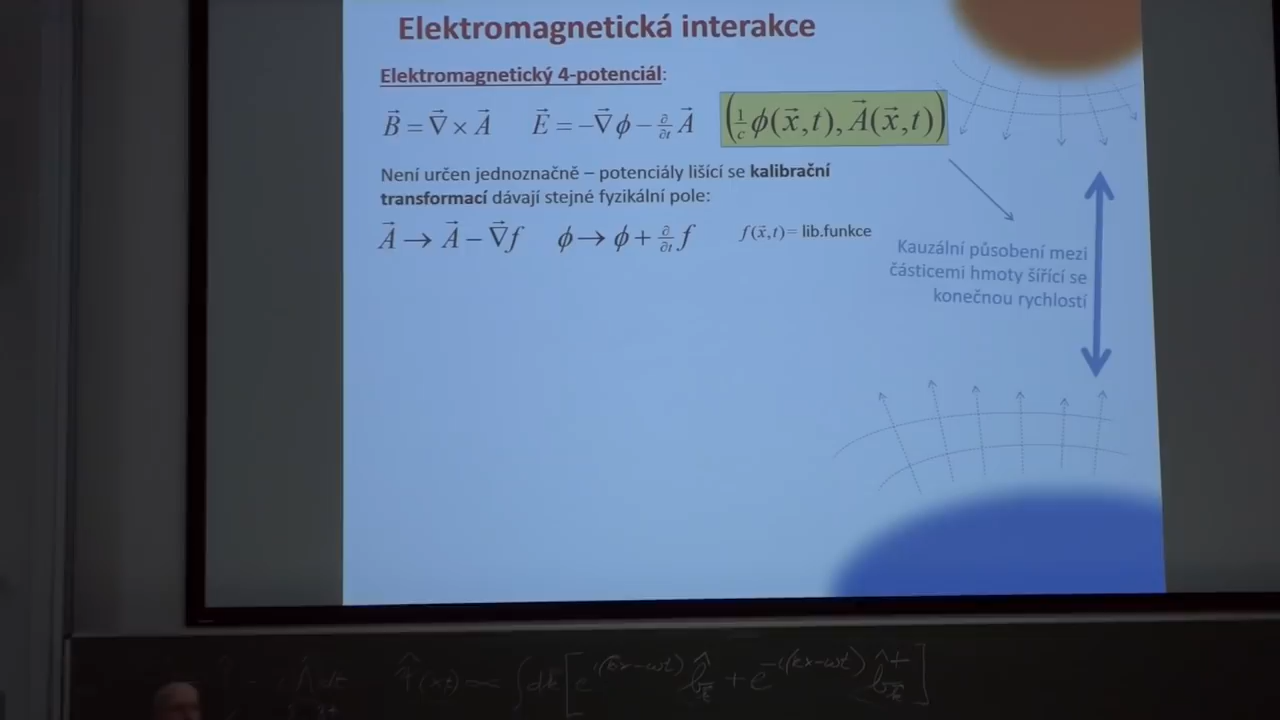 Elektromagnetická interakce
Elektromagnetický 4-potenciál:
B⃗ = ∇⃗ × A⃗  E⃗ = −∇⃗ϕ − ∂/∂t A⃗  (1/c ϕ(x⃗,t), A⃗(x⃗,t))
Není určen jednoznačně – potenciály lišící se kalibrační
transformací dávají stejné fyzikální pole:
A⃗ → A⃗ − ∇⃗f  ϕ → ϕ + ∂/∂t f  f(x⃗,t) = lib.funkce
Kauzální působení mezi
částicemi hmoty šířící se
konečnou rychlostí